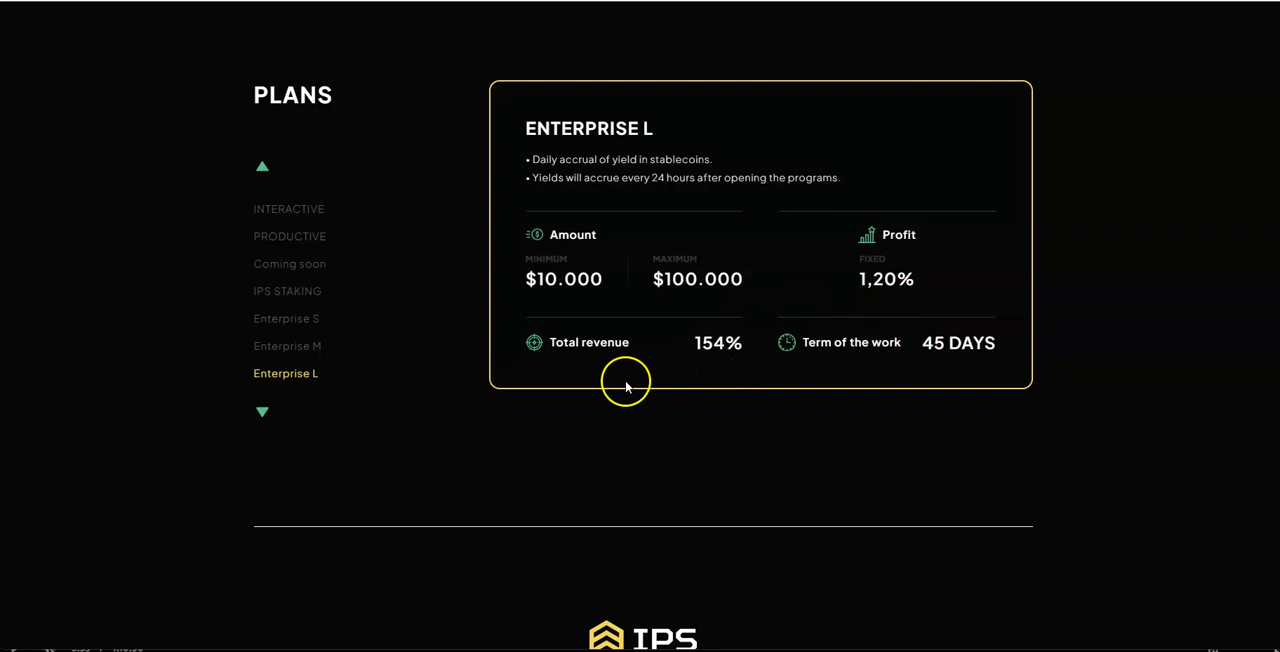 PLANS
INTERACTIVE
PRODUCTIVE
Coming soon
IPS STAKING
Enterprise S
Enterprise M
Enterprise L
ENTERPRISE L
• Daily accrual of yield in stablecoins.
• Yields will accrue every 24 hours after opening the programs.
Amount
MINIMUM
$10.000
MAXIMUM
$100.000
Profit
FIXED
1,20%
Total revenue
154%
Term of the work
45 DAYS
IPS